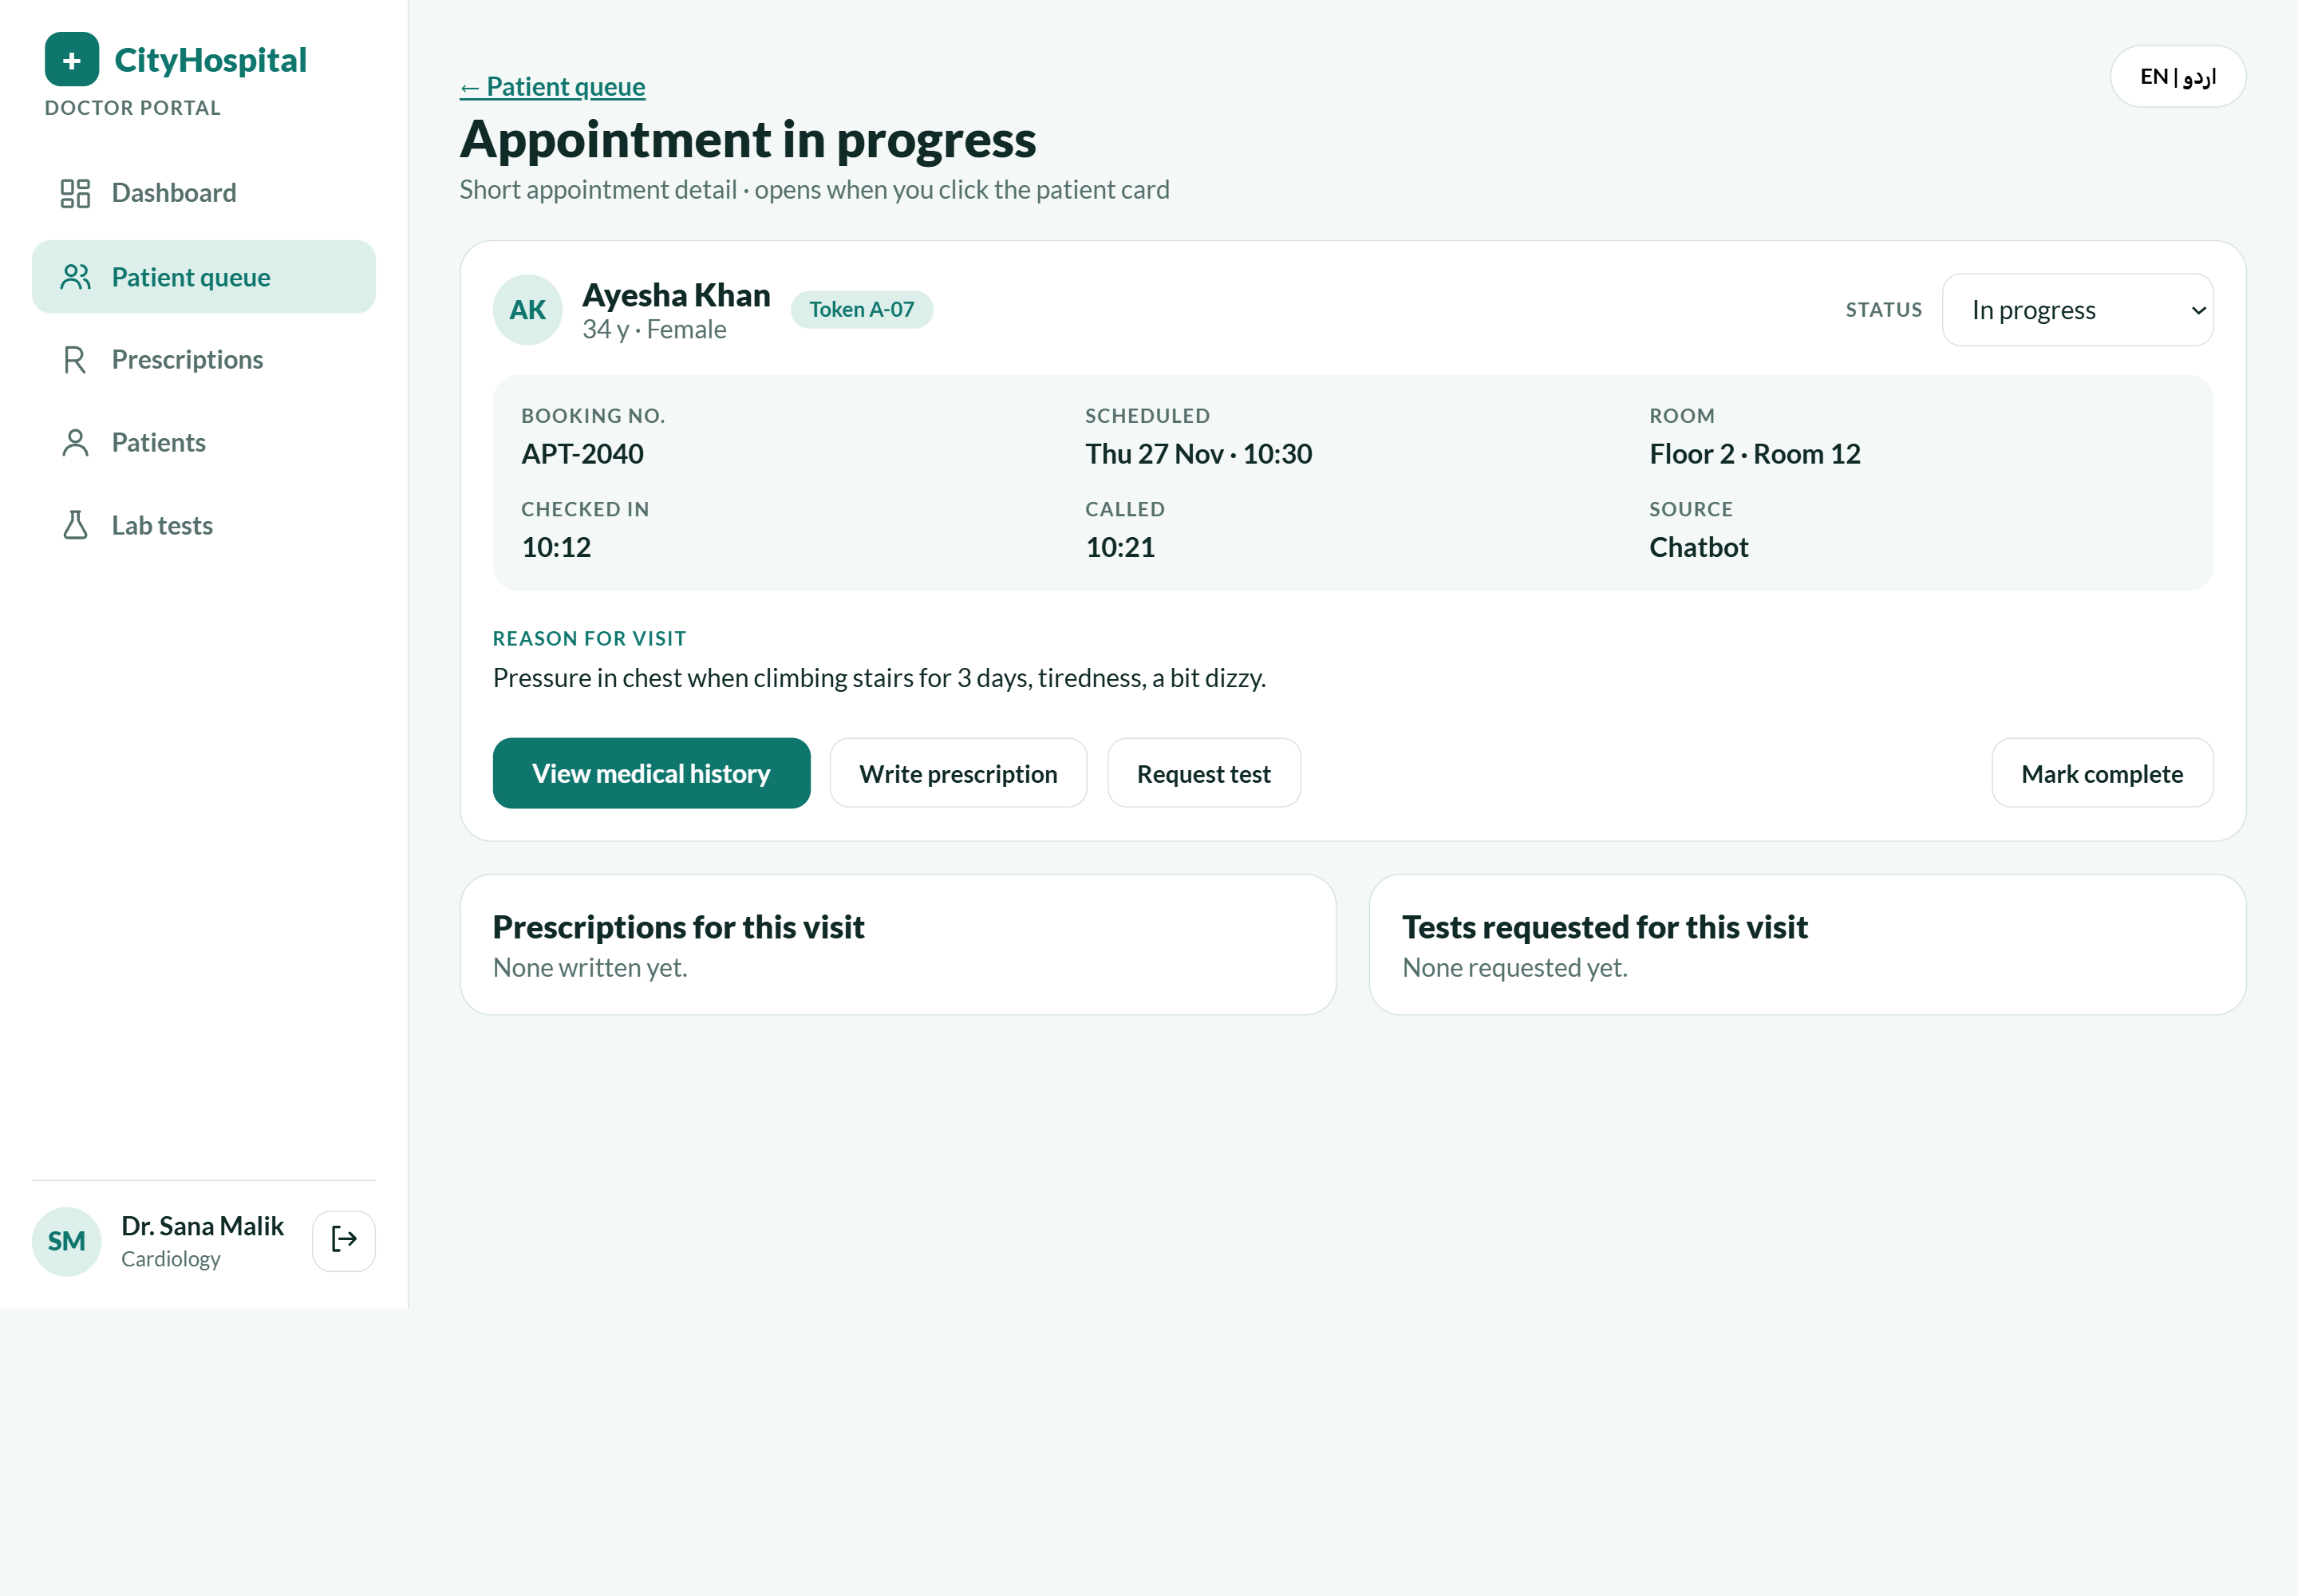 + CityHospital
DOCTOR PORTAL
Dashboard
Patient queue
Prescriptions
Patients
Lab tests
SM
Dr. Sana Malik
Cardiology
← Patient queue
EN | اردو
Appointment in progress
Short appointment detail · opens when you click the patient card
AK
Ayesha Khan
34 y · Female
Token A-07
STATUS
In progress
BOOKING NO.
APT-2040
SCHEDULED
Thu 27 Nov · 10:30
ROOM
Floor 2 · Room 12
CHECKED IN
10:12
CALLED
10:21
SOURCE
Chatbot
REASON FOR VISIT
Pressure in chest when climbing stairs for 3 days, tiredness, a bit dizzy.
View medical history
Write prescription
Request test
Mark complete
Prescriptions for this visit
None written yet.
Tests requested for this visit
None requested yet.